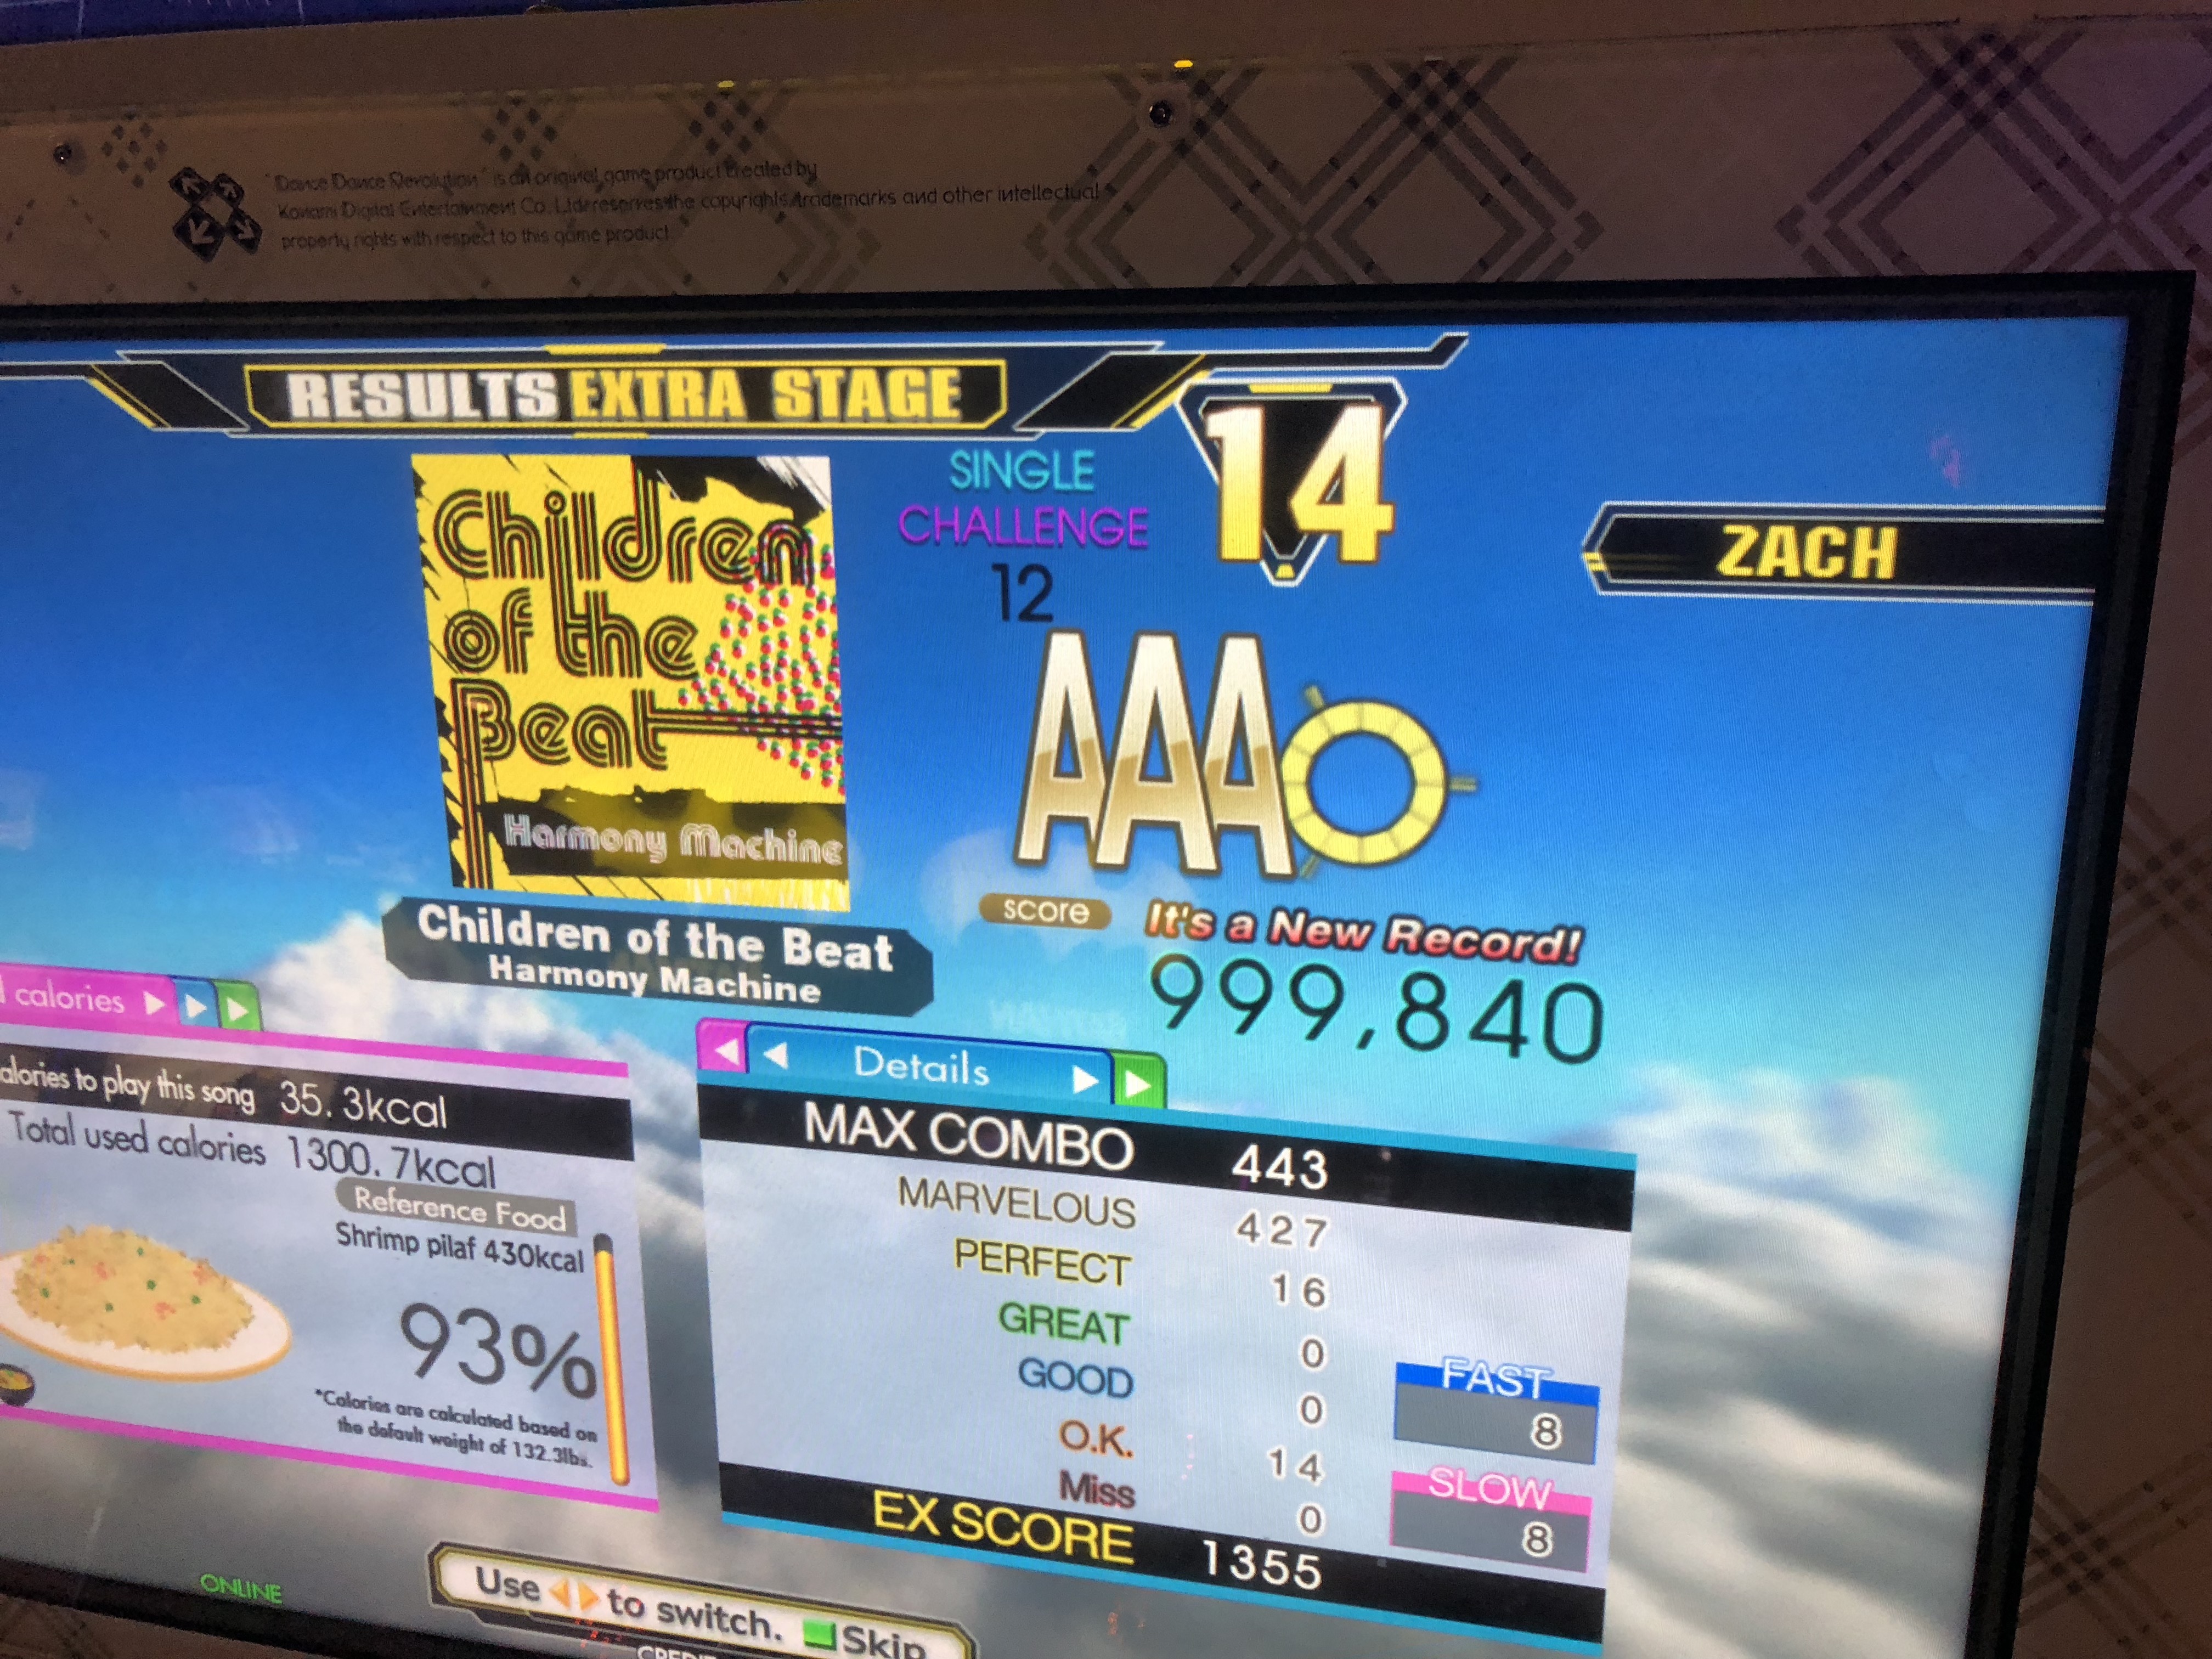 "Dance Dance Revolution" is an original game product created by
Konami Digital Entertainment Co., Ltd. reserves the copyrights, trademarks and other intellectual
property rights with respect to this game product.
RESULTS EXTRA STAGE
14
SINGLE
CHALLENGE
12
ZACH
Children
of the
Beat
Harmony Machine
AAA
Children of the Beat
Harmony Machine
score
It's a New Record!
999,840
calories
calories to play this song 35.3kcal
Total used calories 1300.7kcal
Reference Food
Shrimp pilaf 430kcal
93%
*Calories are calculated based on
the default weight of 132.3lbs.
Details
MAX COMBO 443
MARVELOUS 427
PERFECT 16
GREAT 0
GOOD 0
O.K. 14
Miss 0
FAST
8
SLOW
8
EX SCORE 1355
Use to switch. Skip
ONLINE